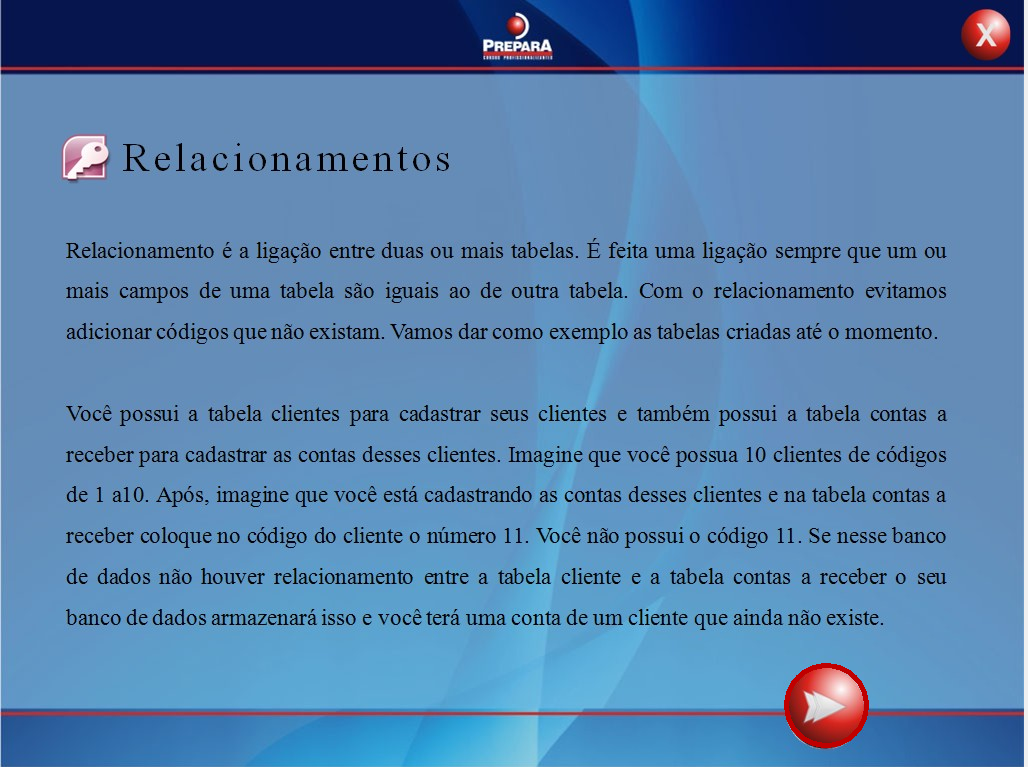 PREPARA
CURSOS PROFISSIONALIZANTES
X
Relacionamentos
Relacionamento é a ligação entre duas ou mais tabelas. É feita uma ligação sempre que um ou
mais campos de uma tabela são iguais ao de outra tabela. Com o relacionamento evitamos
adicionar códigos que não existam. Vamos dar como exemplo as tabelas criadas até o momento.
Você possui a tabela clientes para cadastrar seus clientes e também possui a tabela contas a
receber para cadastrar as contas desses clientes. Imagine que você possua 10 clientes de códigos
de 1 a10. Após, imagine que você está cadastrando as contas desses clientes e na tabela contas a
receber coloque no código do cliente o número 11. Você não possui o código 11. Se nesse banco
de dados não houver relacionamento entre a tabela cliente e a tabela contas a receber o seu
banco de dados armazenará isso e você terá uma conta de um cliente que ainda não existe.